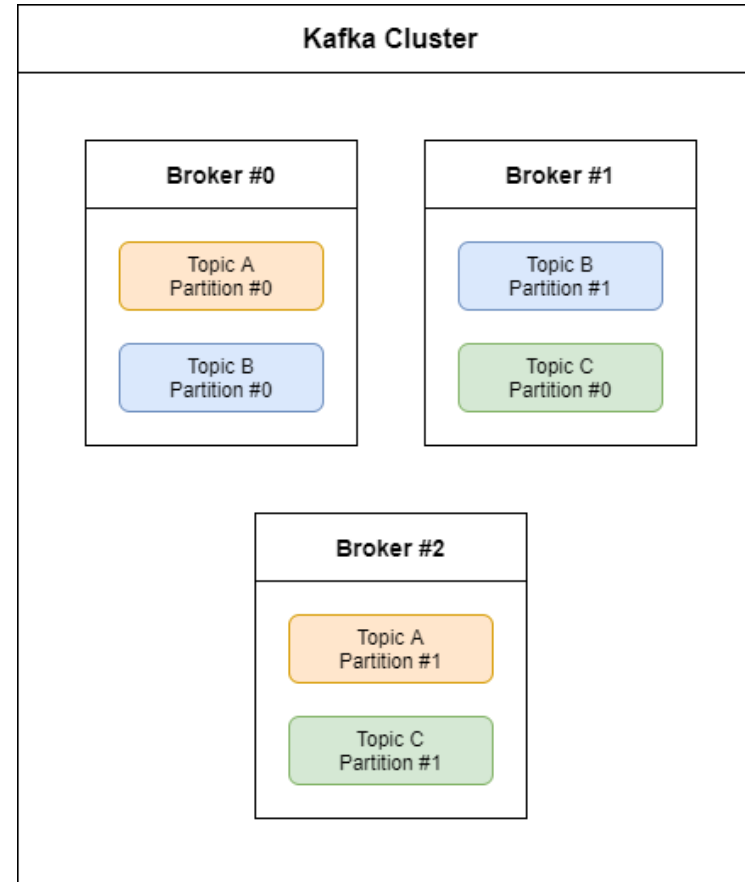 Kafka Cluster
Broker #0
Topic A
Partition #0
Topic B
Partition #0
Broker #1
Topic B
Partition #1
Topic C
Partition #0
Broker #2
Topic A
Partition #1
Topic C
Partition #1